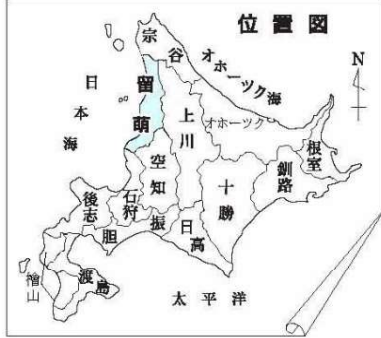 位置図
宗谷
オホーツク海
N
日本海
留萌
上川
オホーツク
空知
根室
釧路
十勝
後志
石狩
胆振
日高
渡島
檜山
太平洋